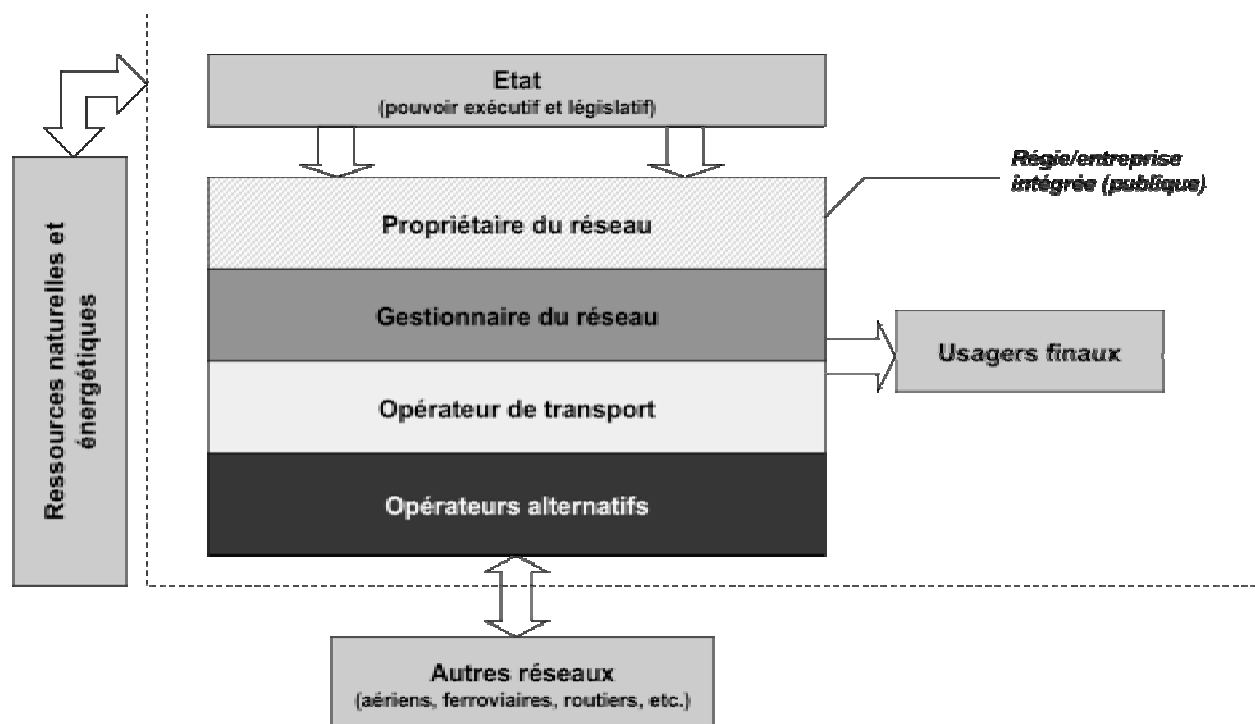 Etat
(pouvoir exécutif et législatif)
Régie/entreprise
intégrée (publique)
Propriétaire du réseau
Gestionnaire du réseau
Usagers finaux
Opérateur de transport
Opérateurs alternatifs
Ressources naturelles et
énergétiques
Autres réseaux
(aériens, ferroviaires, routiers, etc.)